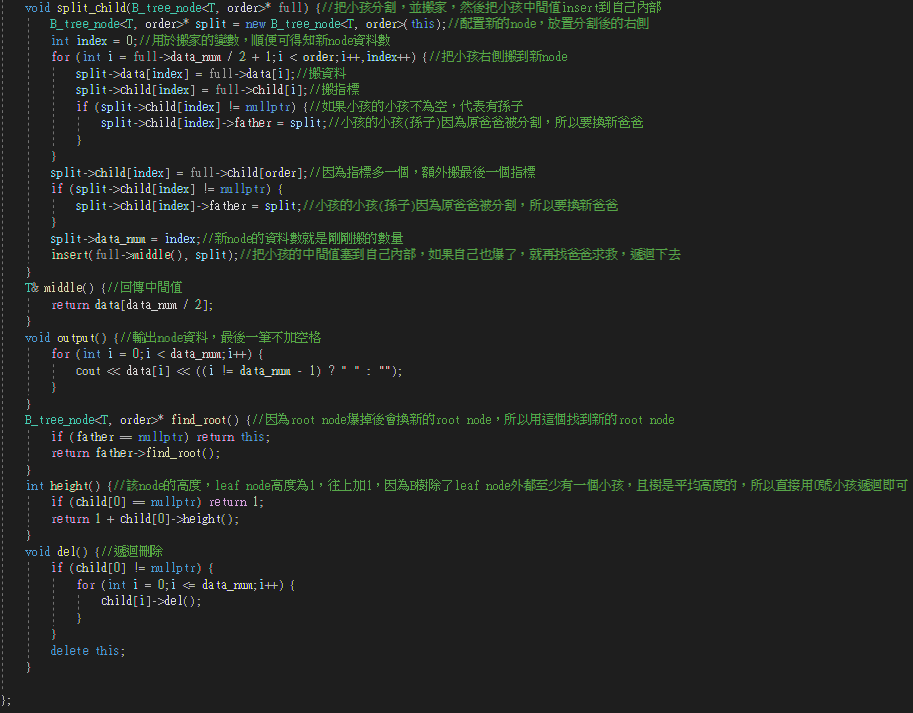 void split_child(B_tree_node<T, order>* full) {//把小孩分割，並搬家，然後把小孩中間值insert到自己內部
B_tree_node<T, order>* split = new B_tree_node<T, order>(this);//配置新的node，放置分割後的右側
int index = 0;//用於搬家的變數，順便可得知新node資料數
for (int i = full->data_num / 2 + 1;i < order;i++,index++) {//把小孩右側搬到新node
split->data[index] = full->data[i];//搬資料
split->child[index] = full->child[i];//搬指標
if (split->child[index] != nullptr) {//如果小孩的小孩不為空，代表有孫子
split->child[index]->father = split;//小孩的小孩(孫子)因為原爸爸被分割，所以要換新爸爸
}
}
split->child[index] = full->child[order];//因為指標多一個，額外搬最後一個指標
if (split->child[index] != nullptr) {
split->child[index]->father = split;//小孩的小孩(孫子)因為原爸爸被分割，所以要換新爸爸
}
split->data_num = index;//新node的資料數就是剛剛搬的數量
insert(full->middle(), split);//把小孩的中間值塞到自己內部，如果自己也爆了，就再找爸爸求救，遞迴下去
}
T& middle() {//回傳中間值
return data[data_num / 2];
}
void output() {//輸出node資料，最後一筆不加空格
for (int i = 0;i < data_num;i++) {
cout << data[i] << ((i != data_num - 1) ? " " : "");
}
}
B_tree_node<T, order>* find_root() {//因為root node爆掉後會換新的root node，所以用這個找到新的root node
if (father == nullptr) return this;
return father->find_root();
}
int height() {//該node的高度，leaf node高度為1，往上加1，因為B樹除了leaf node外都至少有一個小孩，且樹是平均高度的，所以直接用0號小孩遞迴即可
if (child[0] == nullptr) return 1;
return 1 + child[0]->height();
}
void del() {//遞迴刪除
if (child[0] != nullptr) {
for (int i = 0;i <= data_num;i++) {
child[i]->del();
}
}
delete this;
}
};